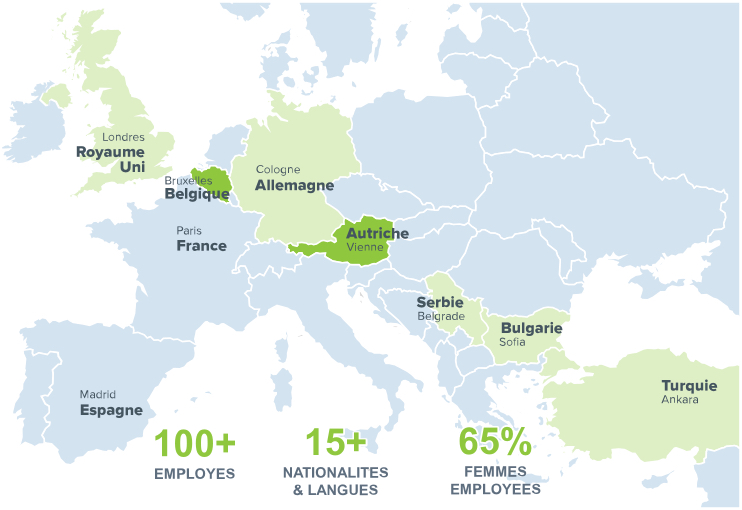 Londres
Royaume
Uni
Bruxelles
Belgique
Cologne
Allemagne
Paris
France
Autriche
Vienne
Serbie
Belgrade
Bulgarie
Sofia
Turquie
Ankara
Madrid
Espagne
100+
EMPLOYES
15+
NATIONALITES
& LANGUES
65%
FEMMES
EMPLOYEES